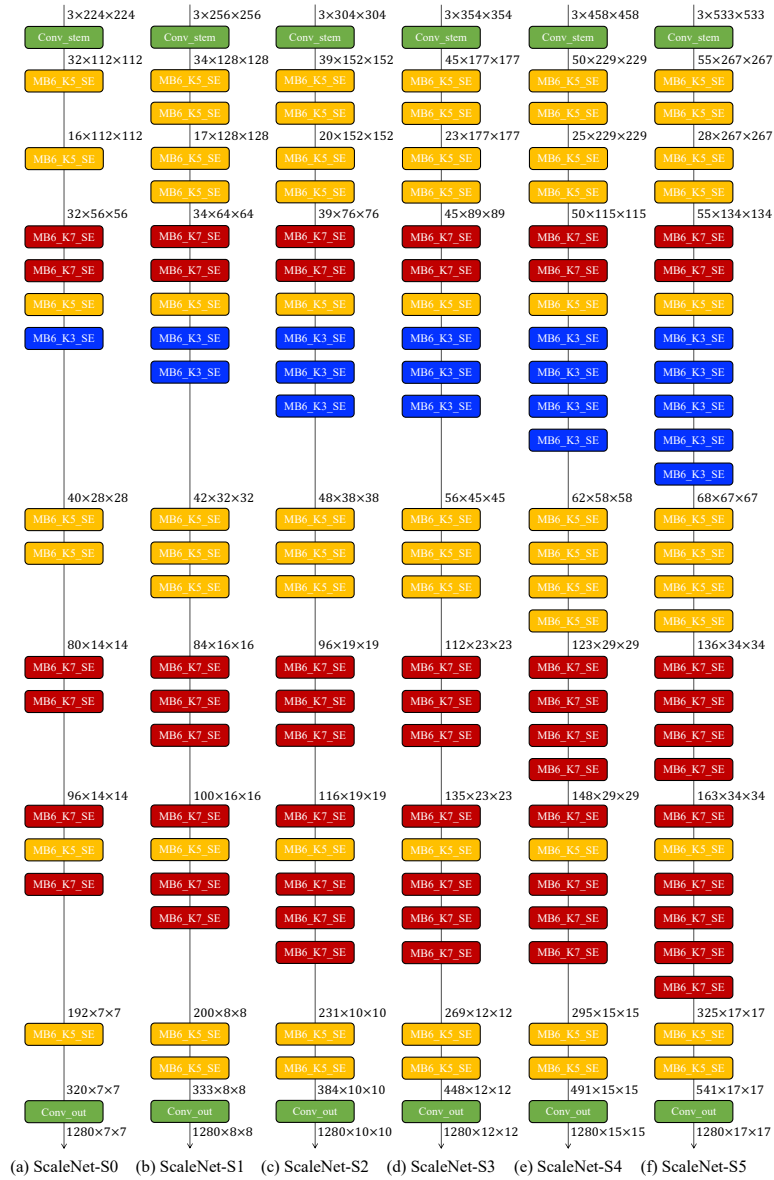 3×224×224 3×256×256 3×304×304 3×354×354 3×458×458 3×533×533
Conv_stem Conv_stem Conv_stem Conv_stem Conv_stem Conv_stem
32×112×112 34×128×128 39×152×152 45×177×177 50×229×229 55×267×267
MB6_K5_SE MB6_K5_SE MB6_K5_SE MB6_K5_SE MB6_K5_SE MB6_K5_SE
MB6_K5_SE MB6_K5_SE MB6_K5_SE MB6_K5_SE MB6_K5_SE
16×112×112 17×128×128 20×152×152 23×177×177 25×229×229 28×267×267
MB6_K5_SE MB6_K5_SE MB6_K5_SE MB6_K5_SE MB6_K5_SE MB6_K5_SE
MB6_K5_SE MB6_K5_SE MB6_K5_SE MB6_K5_SE MB6_K5_SE
32×56×56 34×64×64 39×76×76 45×89×89 50×115×115 55×134×134
MB6_K7_SE MB6_K7_SE MB6_K7_SE MB6_K7_SE MB6_K7_SE MB6_K7_SE
MB6_K7_SE MB6_K7_SE MB6_K7_SE MB6_K7_SE MB6_K7_SE MB6_K7_SE
MB6_K5_SE MB6_K5_SE MB6_K5_SE MB6_K5_SE MB6_K5_SE MB6_K5_SE
MB6_K3_SE MB6_K3_SE MB6_K3_SE MB6_K3_SE MB6_K3_SE MB6_K3_SE
MB6_K3_SE MB6_K3_SE MB6_K3_SE MB6_K3_SE MB6_K3_SE
MB6_K3_SE MB6_K3_SE MB6_K3_SE MB6_K3_SE
MB6_K3_SE MB6_K3_SE
MB6_K3_SE
40×28×28 42×32×32 48×38×38 56×45×45 62×58×58 68×67×67
MB6_K5_SE MB6_K5_SE MB6_K5_SE MB6_K5_SE MB6_K5_SE MB6_K5_SE
MB6_K5_SE MB6_K5_SE MB6_K5_SE MB6_K5_SE MB6_K5_SE MB6_K5_SE
MB6_K5_SE MB6_K5_SE MB6_K5_SE MB6_K5_SE MB6_K5_SE
MB6_K5_SE MB6_K5_SE
80×14×14 84×16×16 96×19×19 112×23×23 123×29×29 136×34×34
MB6_K7_SE MB6_K7_SE MB6_K7_SE MB6_K7_SE MB6_K7_SE MB6_K7_SE
MB6_K7_SE MB6_K7_SE MB6_K7_SE MB6_K7_SE MB6_K7_SE MB6_K7_SE
MB6_K7_SE MB6_K7_SE MB6_K7_SE MB6_K7_SE MB6_K7_SE
MB6_K7_SE MB6_K7_SE
96×14×14 100×16×16 116×19×19 135×23×23 148×29×29 163×34×34
MB6_K7_SE MB6_K7_SE MB6_K7_SE MB6_K7_SE MB6_K7_SE MB6_K7_SE
MB6_K5_SE MB6_K5_SE MB6_K5_SE MB6_K5_SE MB6_K5_SE MB6_K5_SE
MB6_K7_SE MB6_K7_SE MB6_K7_SE MB6_K7_SE MB6_K7_SE MB6_K7_SE
MB6_K7_SE MB6_K7_SE MB6_K7_SE MB6_K7_SE MB6_K7_SE
MB6_K7_SE MB6_K7_SE MB6_K7_SE MB6_K7_SE
MB6_K7_SE
192×7×7 200×8×8 231×10×10 269×12×12 295×15×15 325×17×17
MB6_K5_SE MB6_K5_SE MB6_K5_SE MB6_K5_SE MB6_K5_SE MB6_K5_SE
MB6_K5_SE MB6_K5_SE MB6_K5_SE MB6_K5_SE MB6_K5_SE
320×7×7 333×8×8 384×10×10 448×12×12 491×15×15 541×17×17
Conv_out Conv_out Conv_out Conv_out Conv_out Conv_out
1280×7×7 1280×8×8 1280×10×10 1280×12×12 1280×15×15 1280×17×17
(a) ScaleNet-S0 (b) ScaleNet-S1 (c) ScaleNet-S2 (d) ScaleNet-S3 (e) ScaleNet-S4 (f) ScaleNet-S5